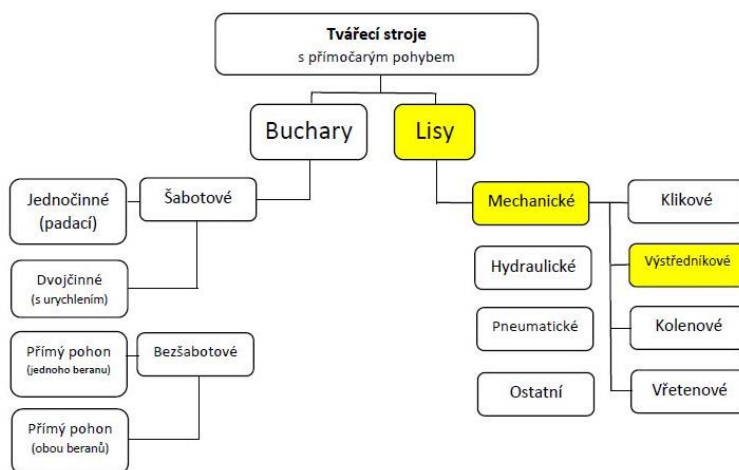 Tvářecí stroje
s přímočarým pohybem
Buchary
Lisy
Jednočinné
(padací)
Šabotové
Mechanické
Klikové
Dvojčinné
(s urychlením)
Hydraulické
Výstředníkové
Přímý pohon
(jednoho beranu)
Bezšabotové
Pneumatické
Kolenové
Přímý pohon
(obou beranů)
Ostatní
Vřetenové